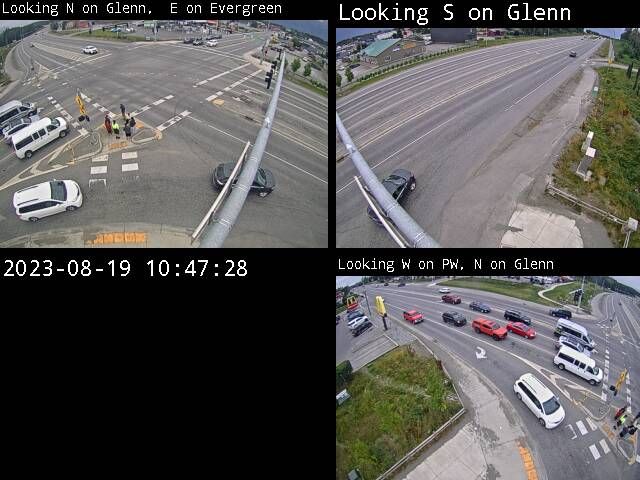 Looking N on Glenn, E on Evergreen
Looking S on Glenn
2023-08-19 10:47:28
Looking W on PW, N on Glenn